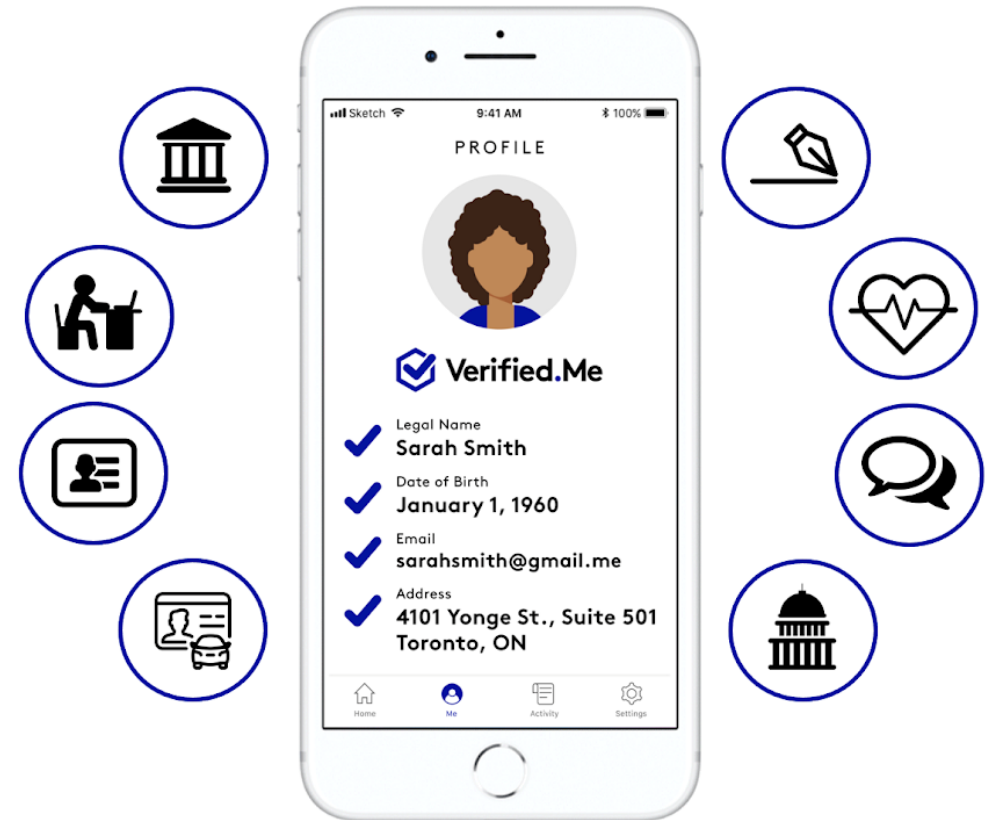 Sketch 9:41 AM 100%
PROFILE
Verified.Me
Legal Name
Sarah Smith
Date of Birth
January 1, 1960
Email
sarahsmith@gmail.me
Address
4101 Yonge St., Suite 501
Toronto, ON
Home Me Activity Settings